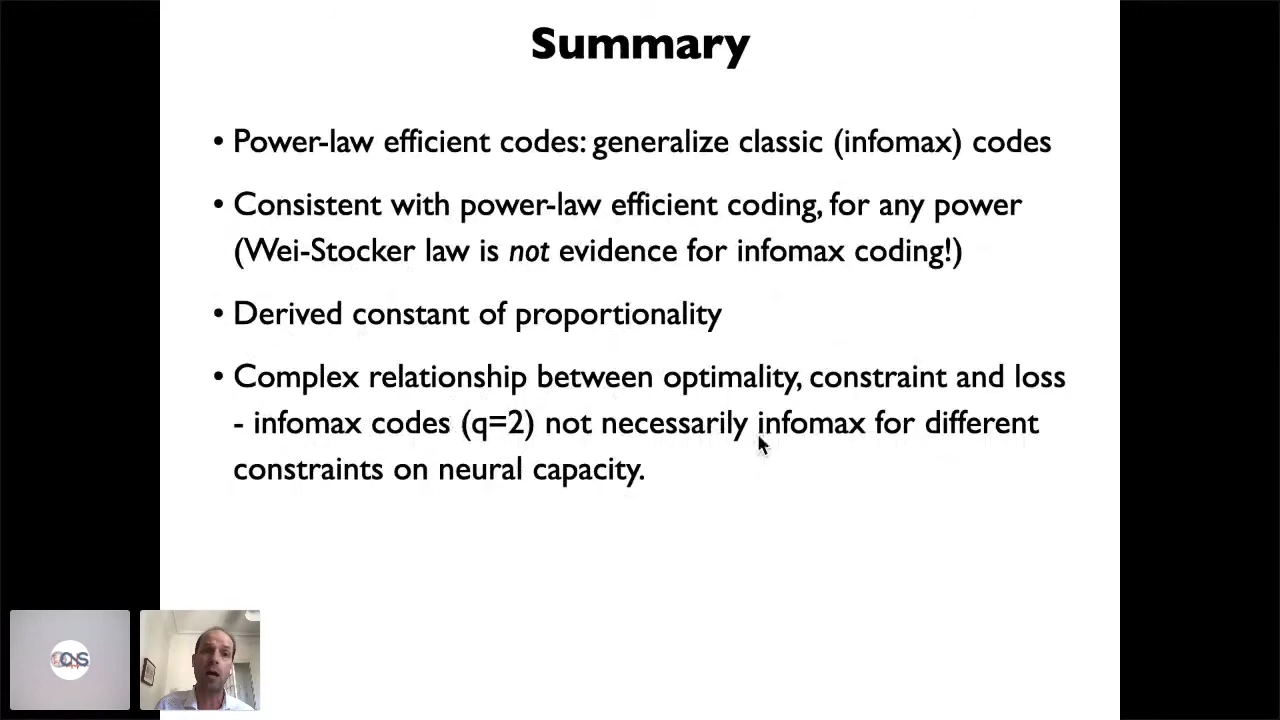 Summary
• Power-law efficient codes: generalize classic (infomax) codes
• Consistent with power-law efficient coding, for any power
(Wei-Stocker law is not evidence for infomax coding!)
• Derived constant of proportionality
• Complex relationship between optimality, constraint and loss
- infomax codes (q=2) not necessarily infomax for different
constraints on neural capacity.